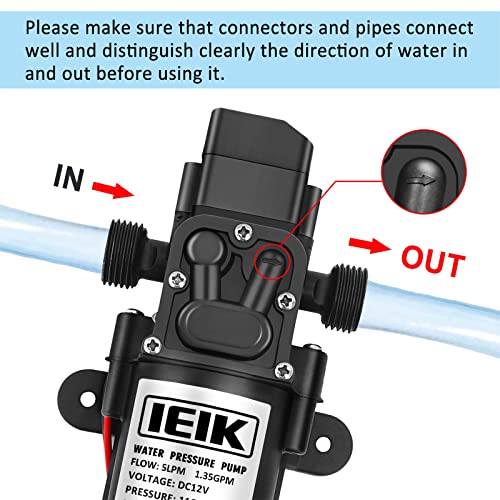 Please make sure that connectors and pipes connect
well and distinguish clearly the direction of water in
and out before using it.
IN
OUT
IEIK
WATER PRESSURE PUMP
FLOW: 5LPM 1.35GPM
VOLTAGE: DC12V
PRESSURE: